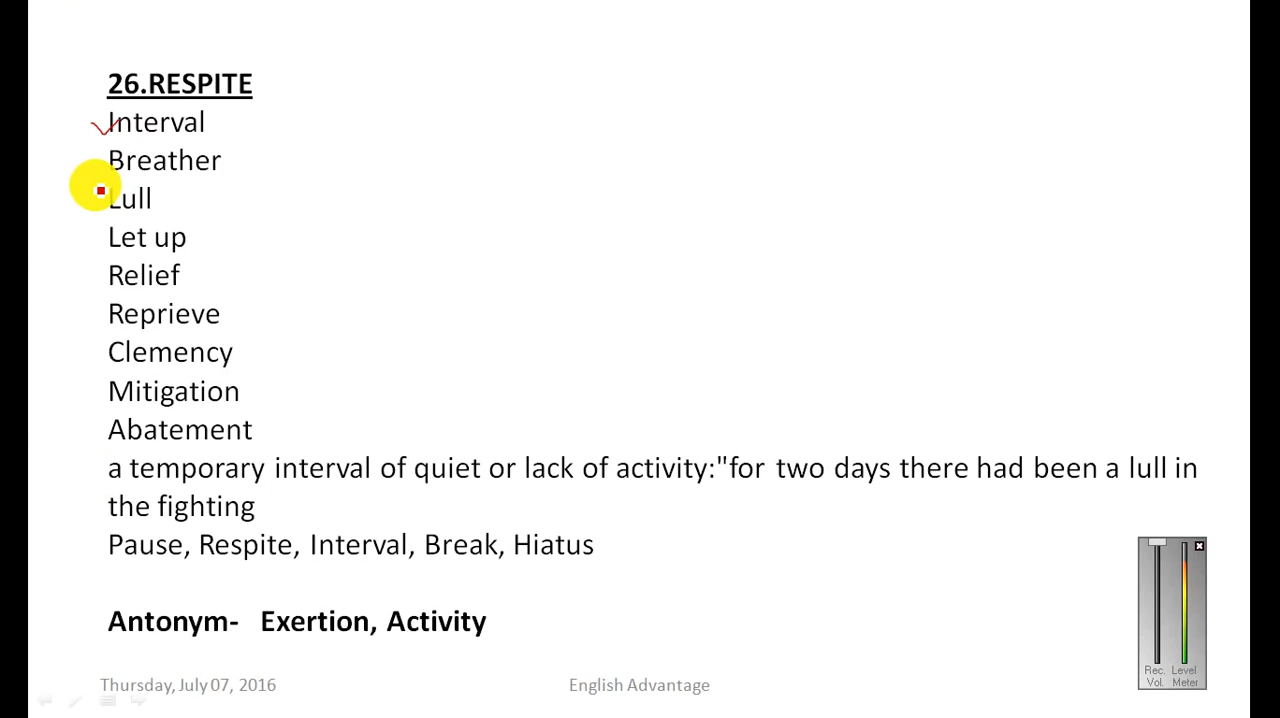 26.RESPITE
Interval
Breather
Lull
Let up
Relief
Reprieve
Clemency
Mitigation
Abatement
a temporary interval of quiet or lack of activity:"for two days there had been a lull in
the fighting
Pause, Respite, Interval, Break, Hiatus
Antonym- Exertion, Activity
Rec. Level
Vol. Meter
Thursday, July 07, 2016 English Advantage